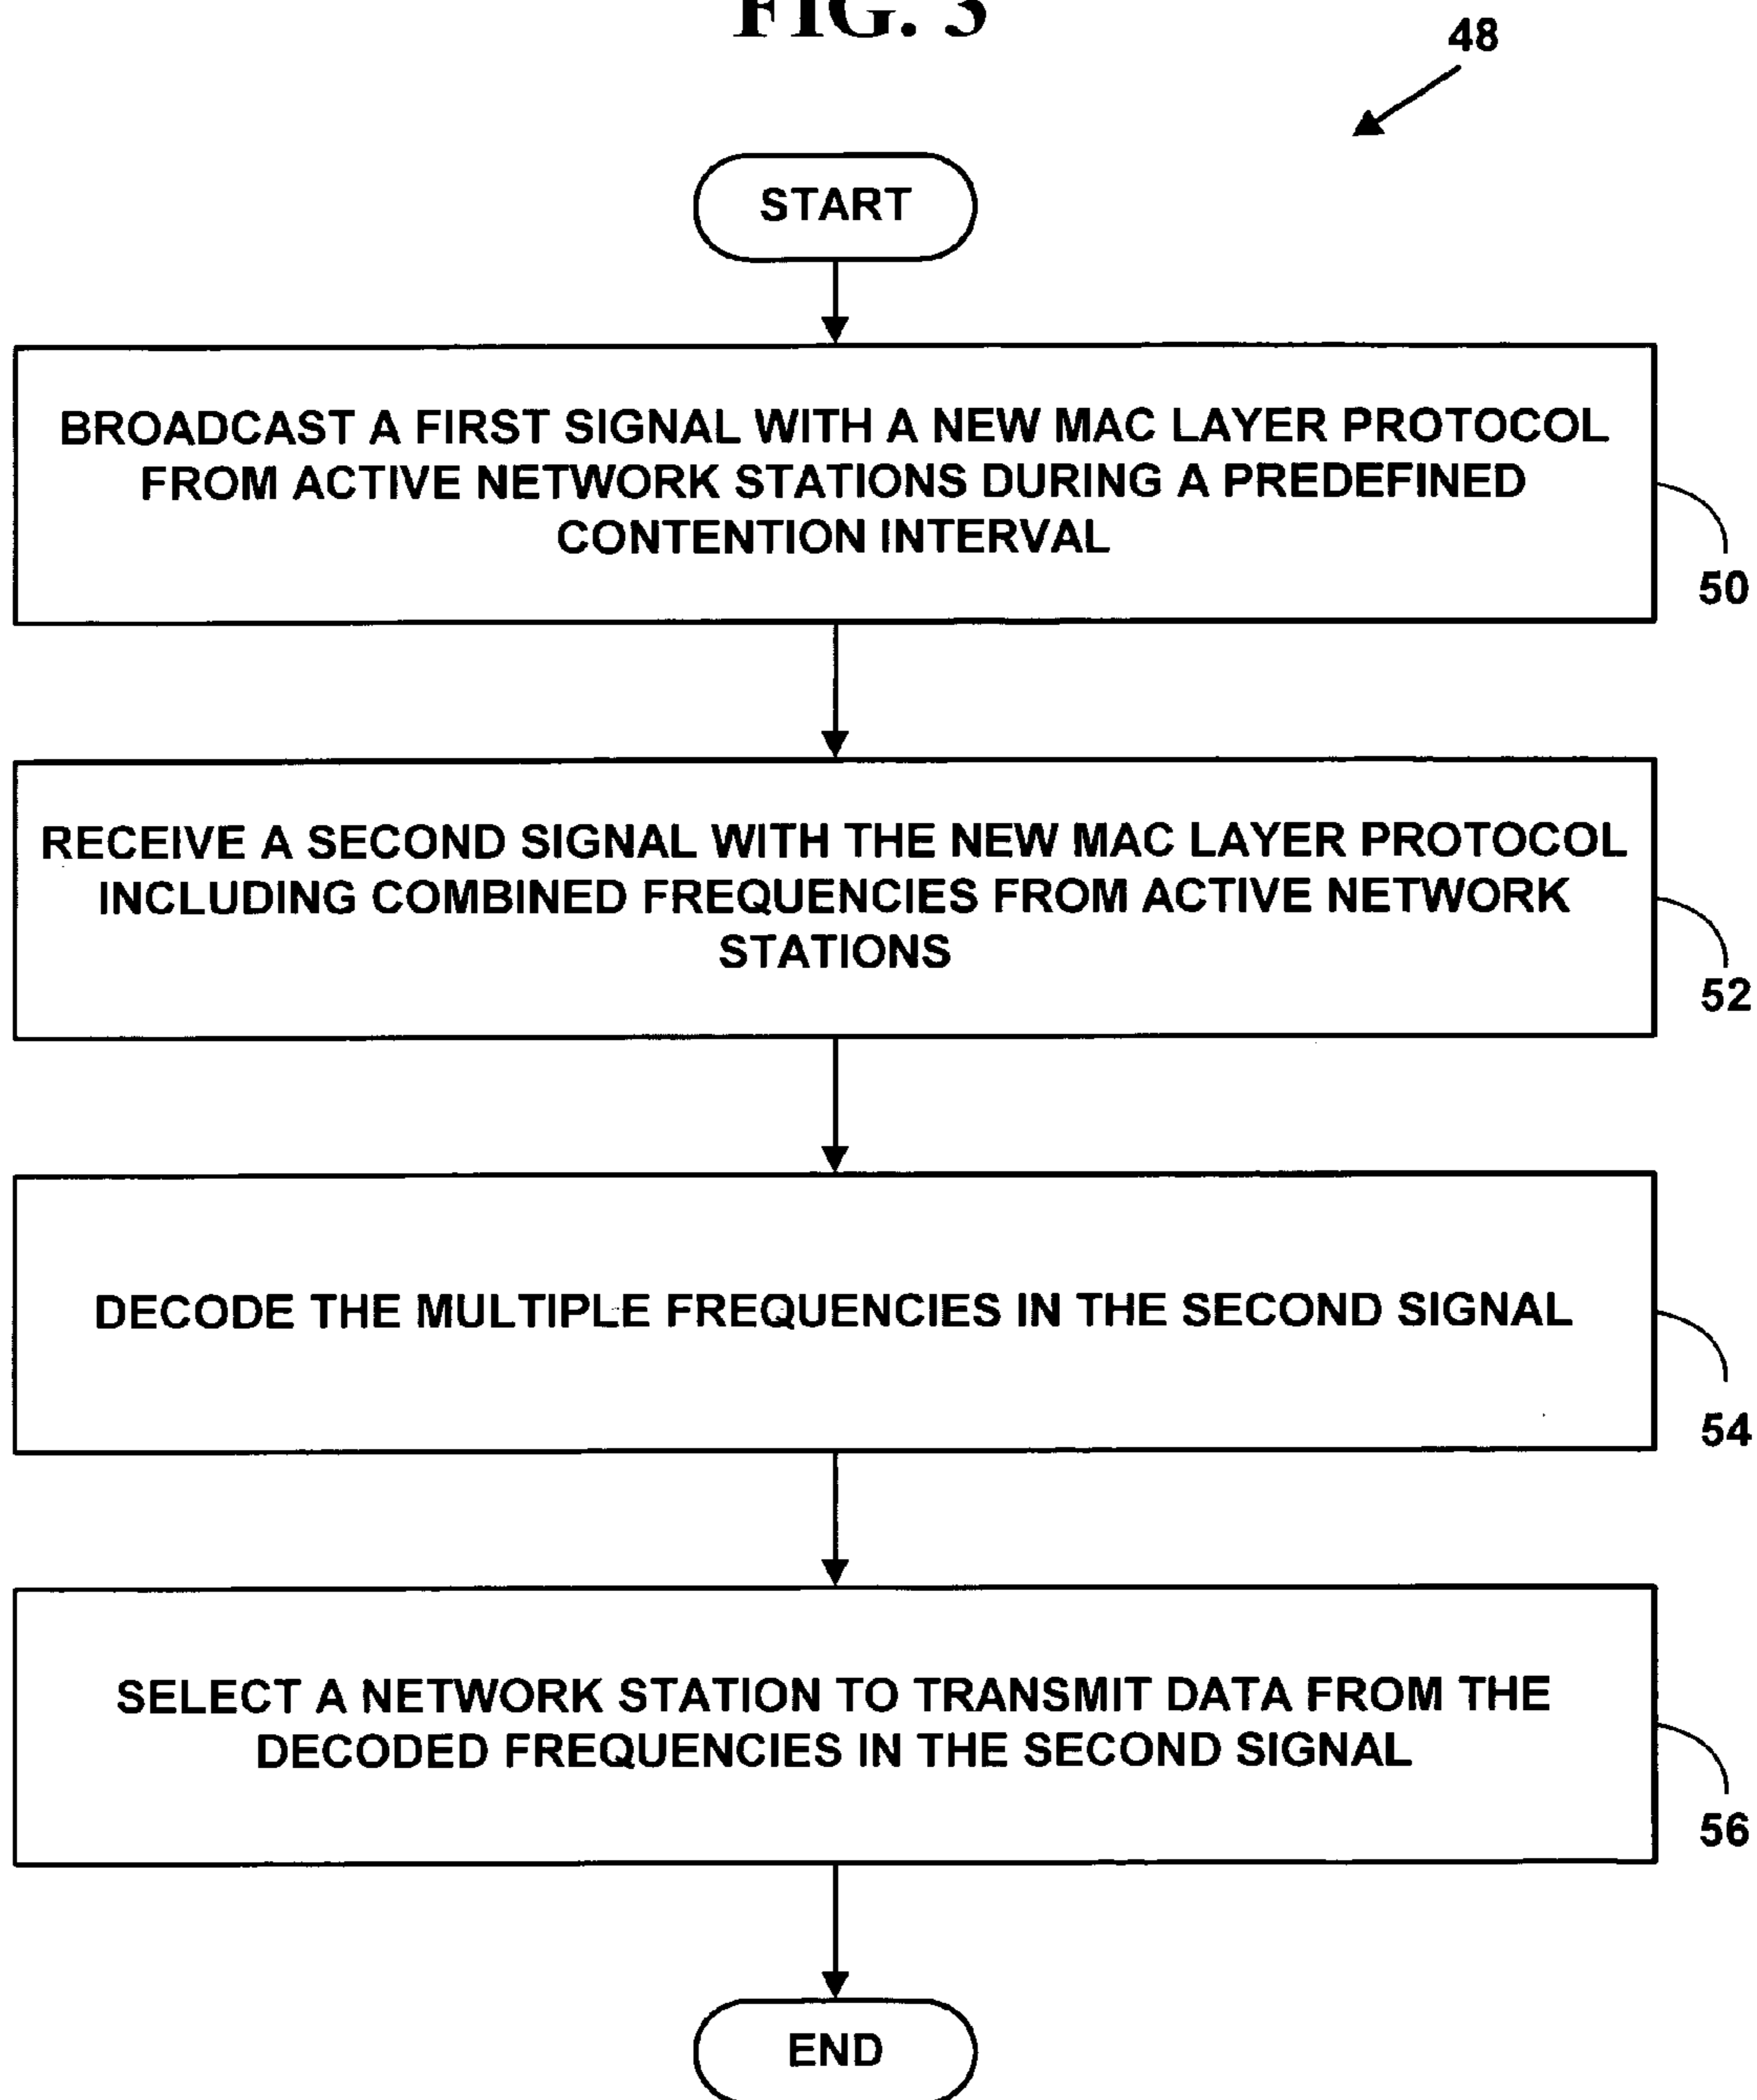 FIG. 3
48
START
BROADCAST A FIRST SIGNAL WITH A NEW MAC LAYER PROTOCOL
FROM ACTIVE NETWORK STATIONS DURING A PREDEFINED
CONTENTION INTERVAL
50
RECEIVE A SECOND SIGNAL WITH THE NEW MAC LAYER PROTOCOL
INCLUDING COMBINED FREQUENCIES FROM ACTIVE NETWORK
STATIONS
52
DECODE THE MULTIPLE FREQUENCIES IN THE SECOND SIGNAL
54
SELECT A NETWORK STATION TO TRANSMIT DATA FROM THE
DECODED FREQUENCIES IN THE SECOND SIGNAL
56
END